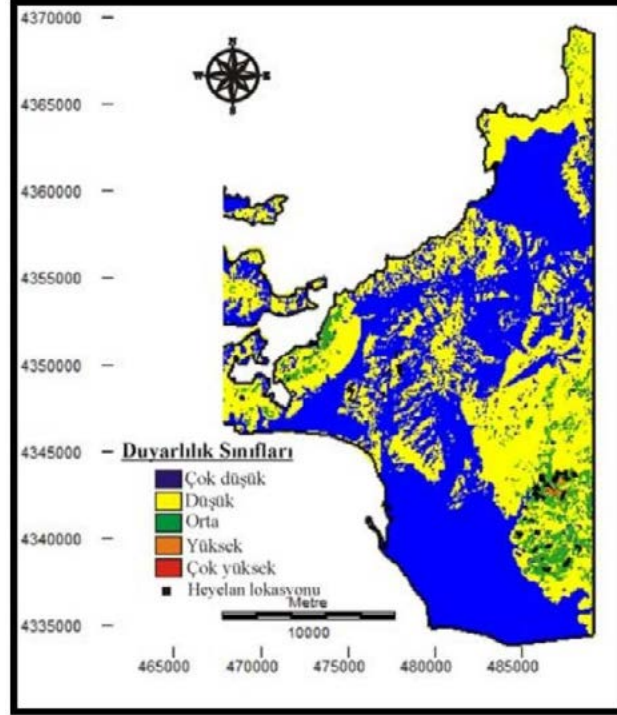 4370000
N
W
E
S
4365000
4360000
4355000
4350000
4345000
Duyarlılık Sınıfları
Çok düşük
Düşük
Orta
4340000
Yüksek
Çok yüksek
Heyelan lokasyonu
Metre
4335000
10000
465000 470000 475000 480000 485000